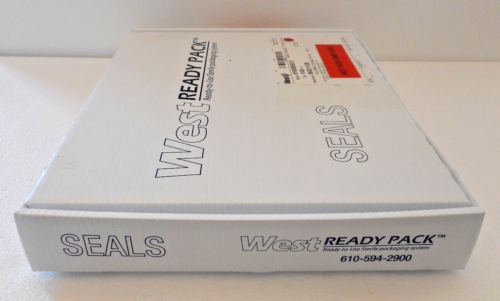 West READY PACK™
Ready-to-Use Sterile packaging system
SEALS
West
SEALS
West READY PACK™
Ready-to-Use Sterile packaging system
610-594-2900